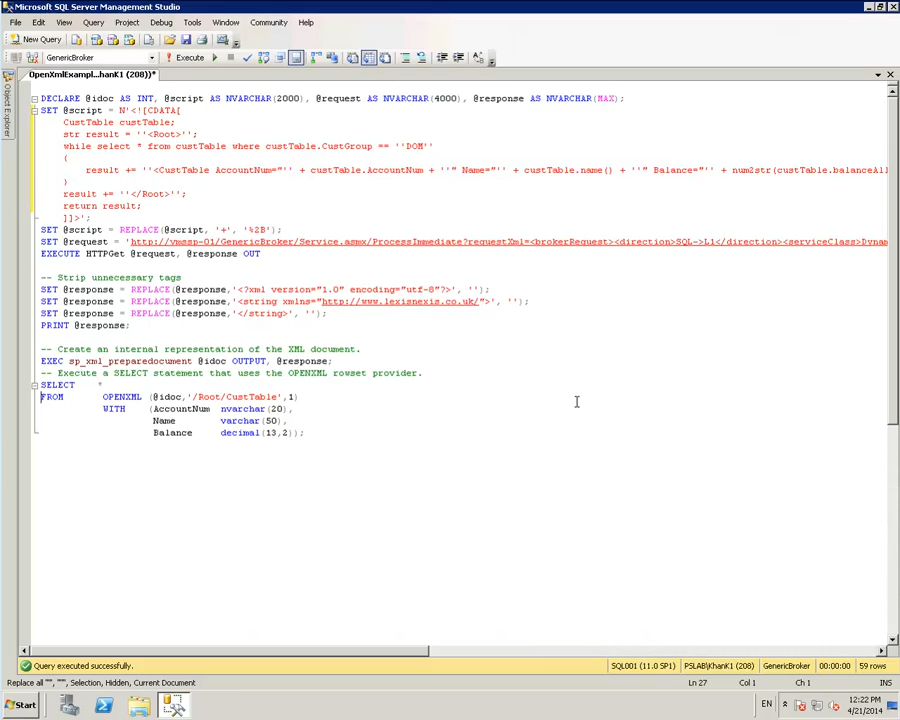 Microsoft SQL Server Management Studio
File Edit View Query Project Debug Tools Window Community Help
New Query
GenericBroker Execute
OpenXmlExampl...hanK1 (208))*
Object Explorer
DECLARE @idoc AS INT, @script AS NVARCHAR(2000), @request AS NVARCHAR(4000), @response AS NVARCHAR(MAX);
SET @script = N'<![CDATA[
CustTable custTable;
str result = ''<Root>'';
while select * from custTable where custTable.CustGroup == ''DOM''
{
result += ''<CustTable AccountNum="'' + custTable.AccountNum + ''" Name="'' + custTable.name() + ''" Balance="'' + num2str(custTable.balanceAll
}
result += ''</Root>'';
return result;
]]>';
SET @script = REPLACE(@script, '+', '%2B');
SET @request = 'http://vmssp-01/GenericBroker/Service.asmx/ProcessImmediate?requestXml=<brokerRequest><direction>SQL->L1</direction><serviceClass>Dynam
EXECUTE HTTPGet @request, @response OUT
-- Strip unnecessary tags
SET @response = REPLACE(@response,'<?xml version="1.0" encoding="utf-8"?>', '');
SET @response = REPLACE(@response,'<string xmlns="http://www.lexisnexis.co.uk/">', '');
SET @response = REPLACE(@response,'</string>', '');
PRINT @response;
-- Create an internal representation of the XML document.
EXEC sp_xml_preparedocument @idoc OUTPUT, @response;
-- Execute a SELECT statement that uses the OPENXML rowset provider.
SELECT *
FROM OPENXML (@idoc,'/Root/CustTable',1)
WITH (AccountNum nvarchar(20),
Name varchar(50),
Balance decimal(13,2));
Query executed successfully. SQL001 (11.0 SP1) PSLAB\KhanK1 (208) GenericBroker 00:00:00 59 rows
Replace all "", "", Selection, Hidden, Current Document Ln 27 Col 1 Ch 1 INS
Start EN 12:22 PM
4/21/2014